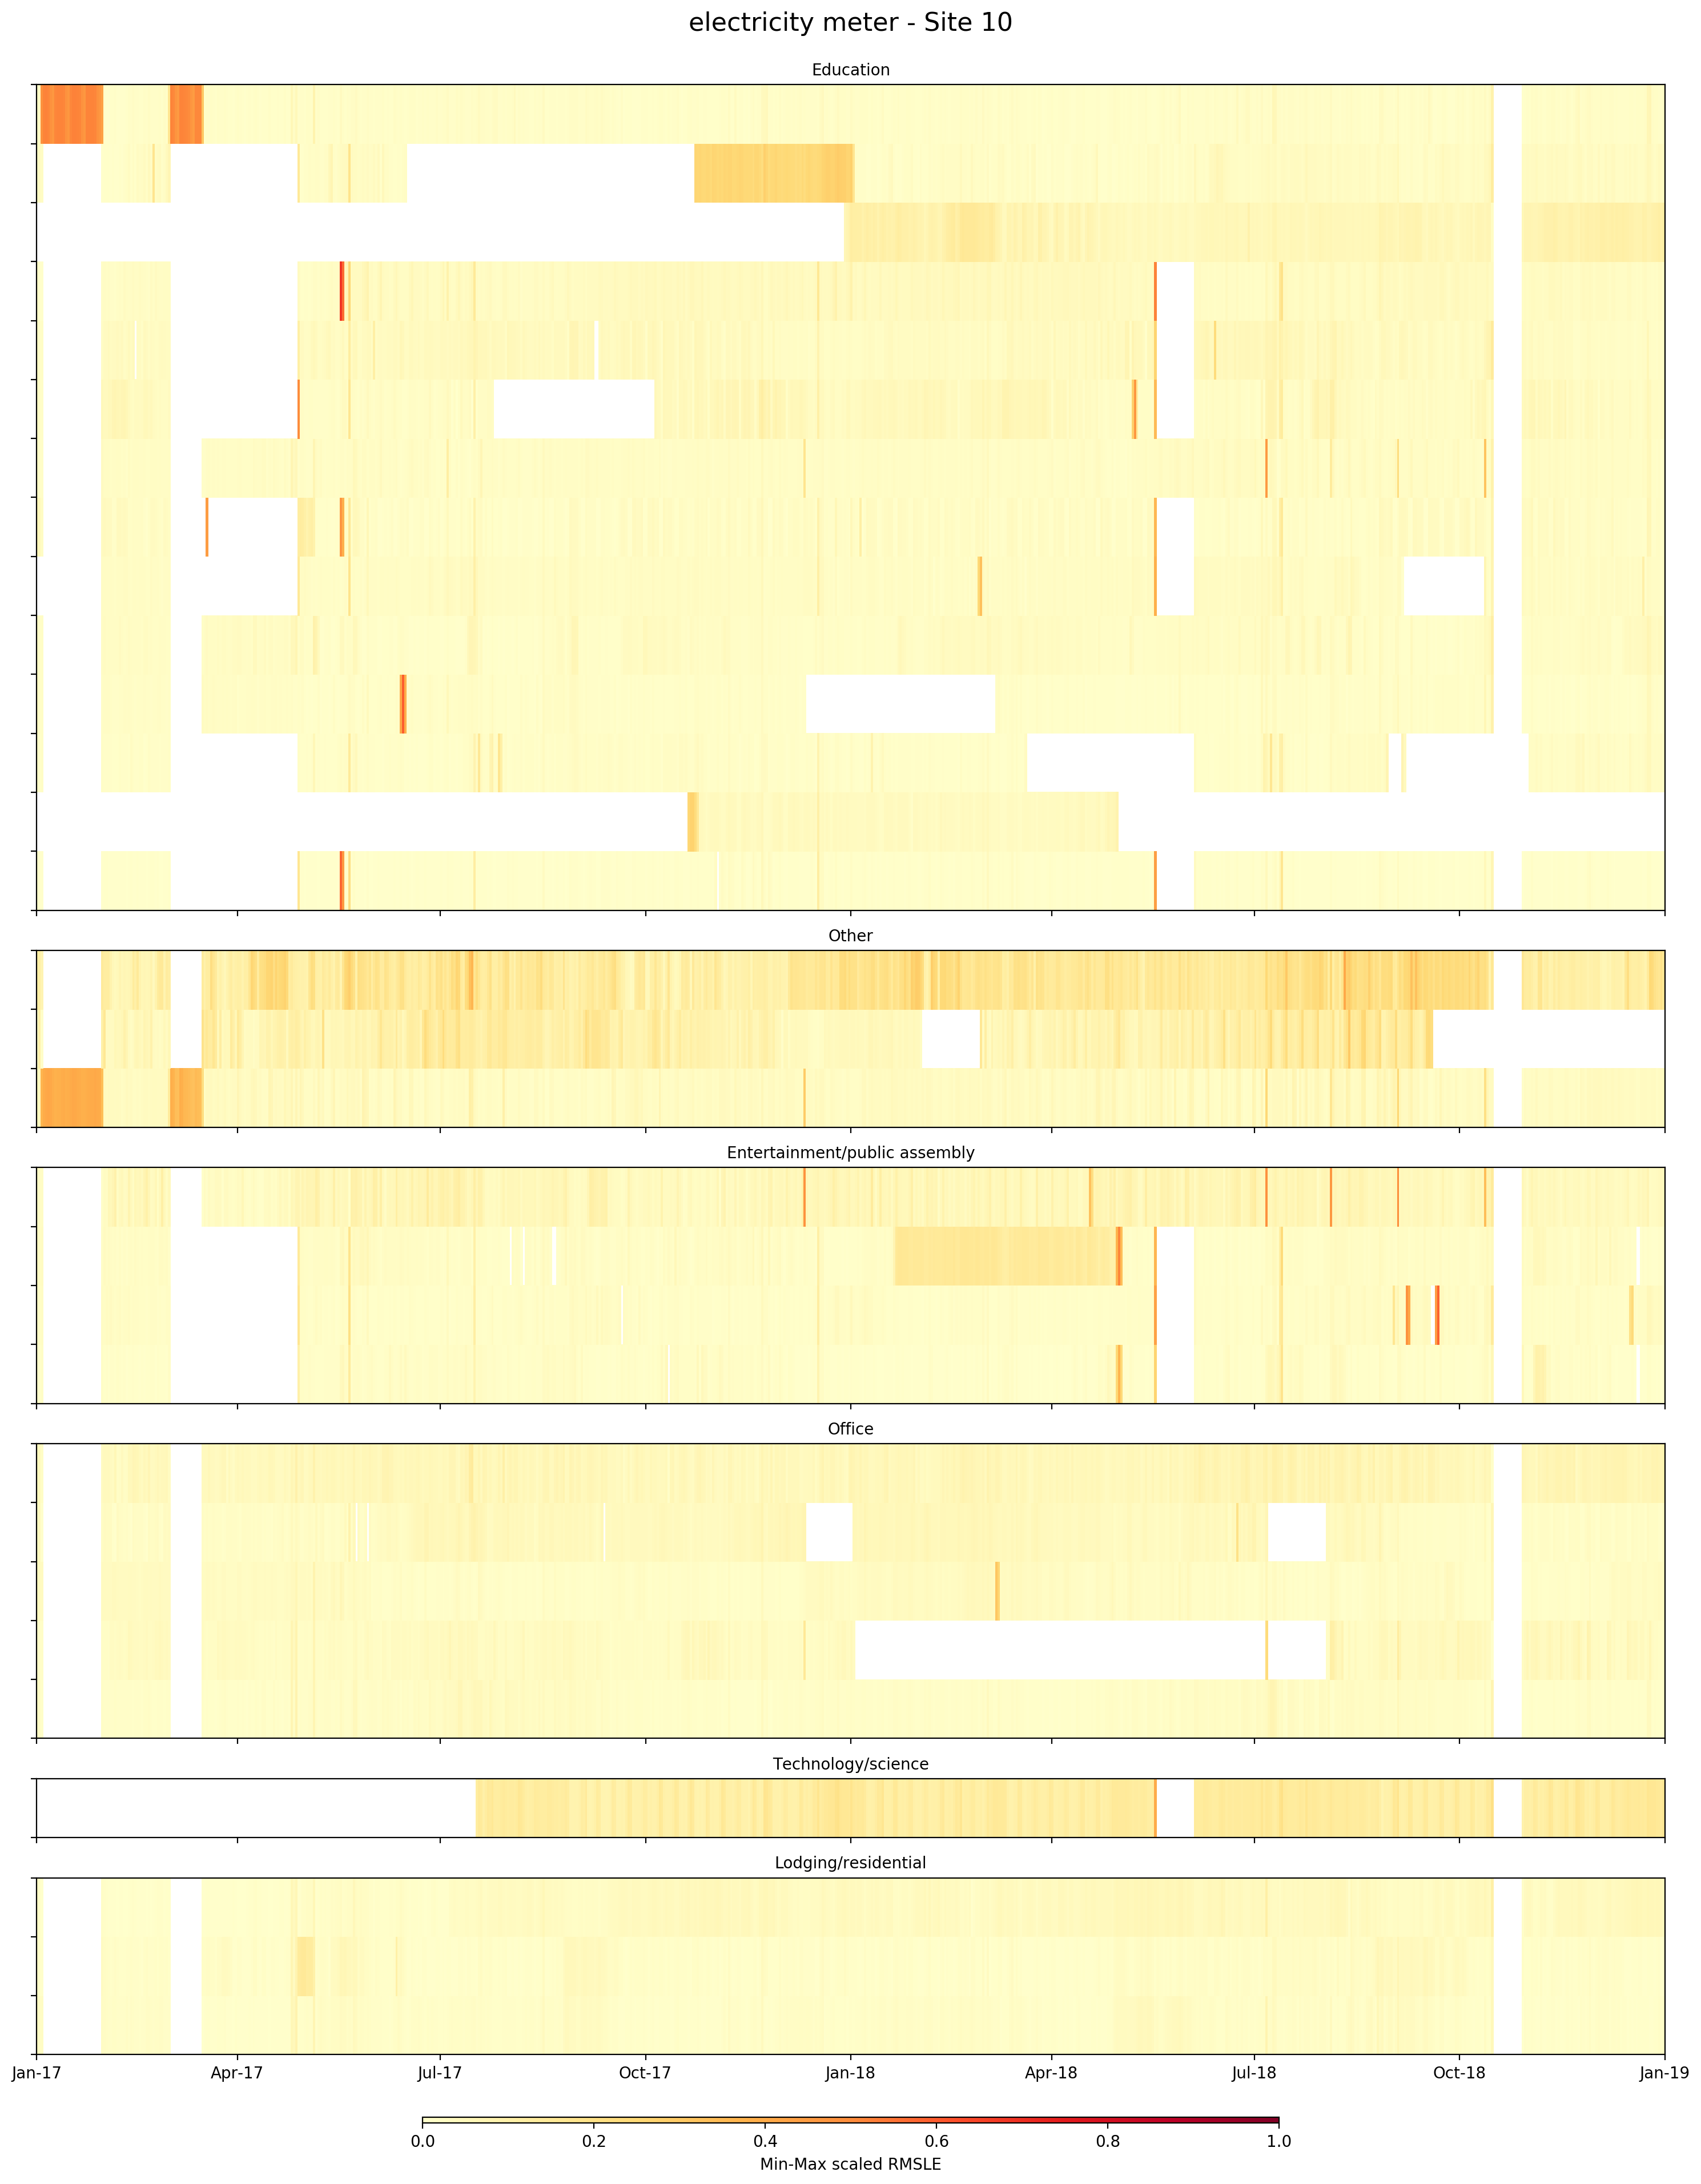 electricity meter - Site 10
Education
Other
Entertainment/public assembly
Office
Technology/science
Lodging/residential
Jan-17 Apr-17 Jul-17 Oct-17 Jan-18 Apr-18 Jul-18 Oct-18 Jan-19
0.0 0.2 0.4 0.6 0.8 1.0
Min-Max scaled RMSLE